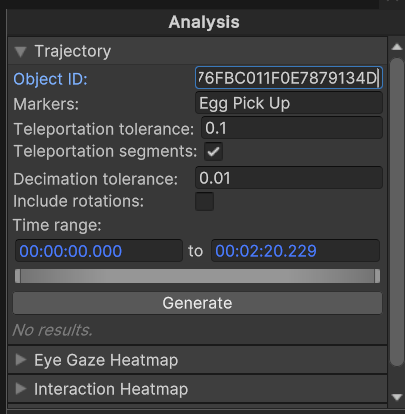 Analysis
Trajectory
Object ID: 76FBC011F0E7879134D
Markers: Egg Pick Up
Teleportation tolerance: 0.1
Teleportation segments:
Decimation tolerance: 0.01
Include rotations:
Time range:
00:00:00.000 to 00:02:20.229
Generate
No results.
Eye Gaze Heatmap
Interaction Heatmap